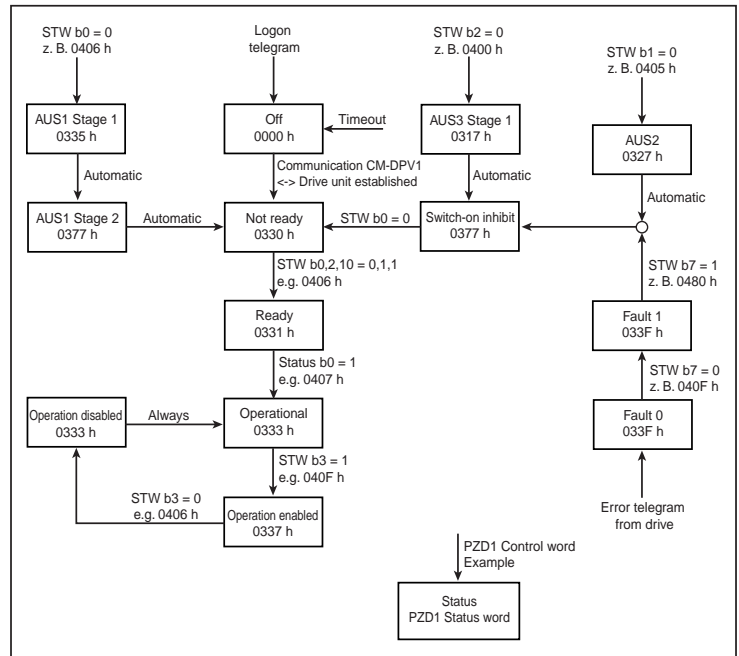 STW b0 = 0
z. B. 0406 h
Logon
telegram
STW b2 = 0
z. B. 0400 h
STW b1 = 0
z. B. 0405 h
AUS1 Stage 1
0335 h
Off
0000 h
Timeout
AUS3 Stage 1
0317 h
AUS2
0327 h
Automatic
Communication CM-DPV1
<-> Drive unit established
Automatic
Automatic
AUS1 Stage 2
0377 h
Automatic
Not ready
0330 h
STW b0 = 0
Switch-on inhibit
0377 h
STW b0,2,10 = 0,1,1
e.g. 0406 h
STW b7 = 1
z. B. 0480 h
Ready
0331 h
Fault 1
033F h
Status b0 = 1
e.g. 0407 h
STW b7 = 0
z. B. 040F h
Operation disabled
0333 h
Always
Operational
0333 h
Fault 0
033F h
STW b3 = 1
e.g. 040F h
STW b3 = 0
e.g. 0406 h
Operation enabled
0337 h
Error telegram
from drive
PZD1 Control word
Example
Status
PZD1 Status word